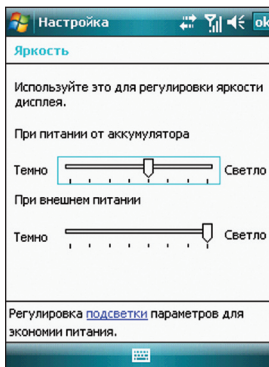 Настройка ok
Яркость
Используйте это для регулировки яркости
дисплея.
При питании от аккумулятора
Темно Светло
При внешнем питании
Темно Светло
Регулировка подсветки параметров для
экономии питания.